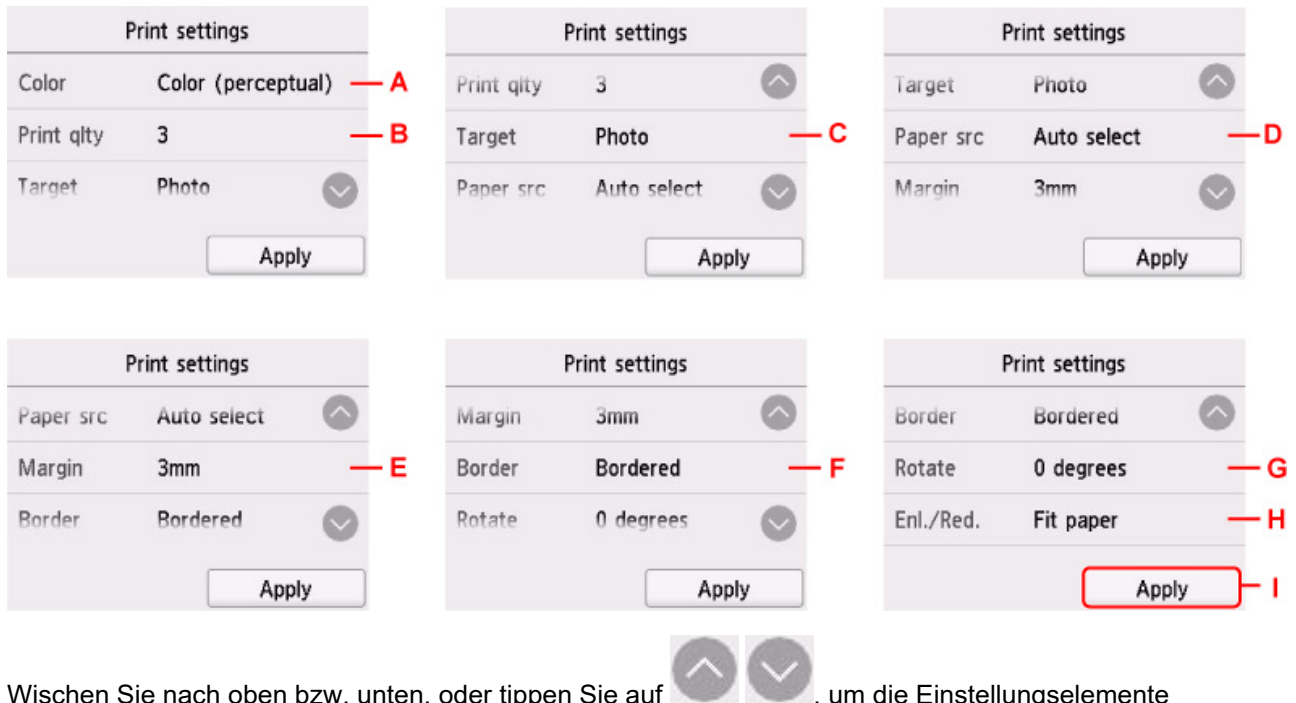 Print settings
Color Color (perceptual) A
Print qlty 3 B
Target Photo
Apply
Print settings
Print qlty 3
Target Photo C
Paper src Auto select
Apply
Print settings
Target Photo
Paper src Auto select D
Margin 3mm
Apply
Print settings
Paper src Auto select
Margin 3mm E
Border Bordered
Apply
Print settings
Margin 3mm
Border Bordered F
Rotate 0 degrees
Apply
Print settings
Border Bordered
Rotate 0 degrees G
Enl./Red. Fit paper H
Apply I
Wischen Sie nach oben bzw. unten, oder tippen Sie auf , um die Einstellungselemente